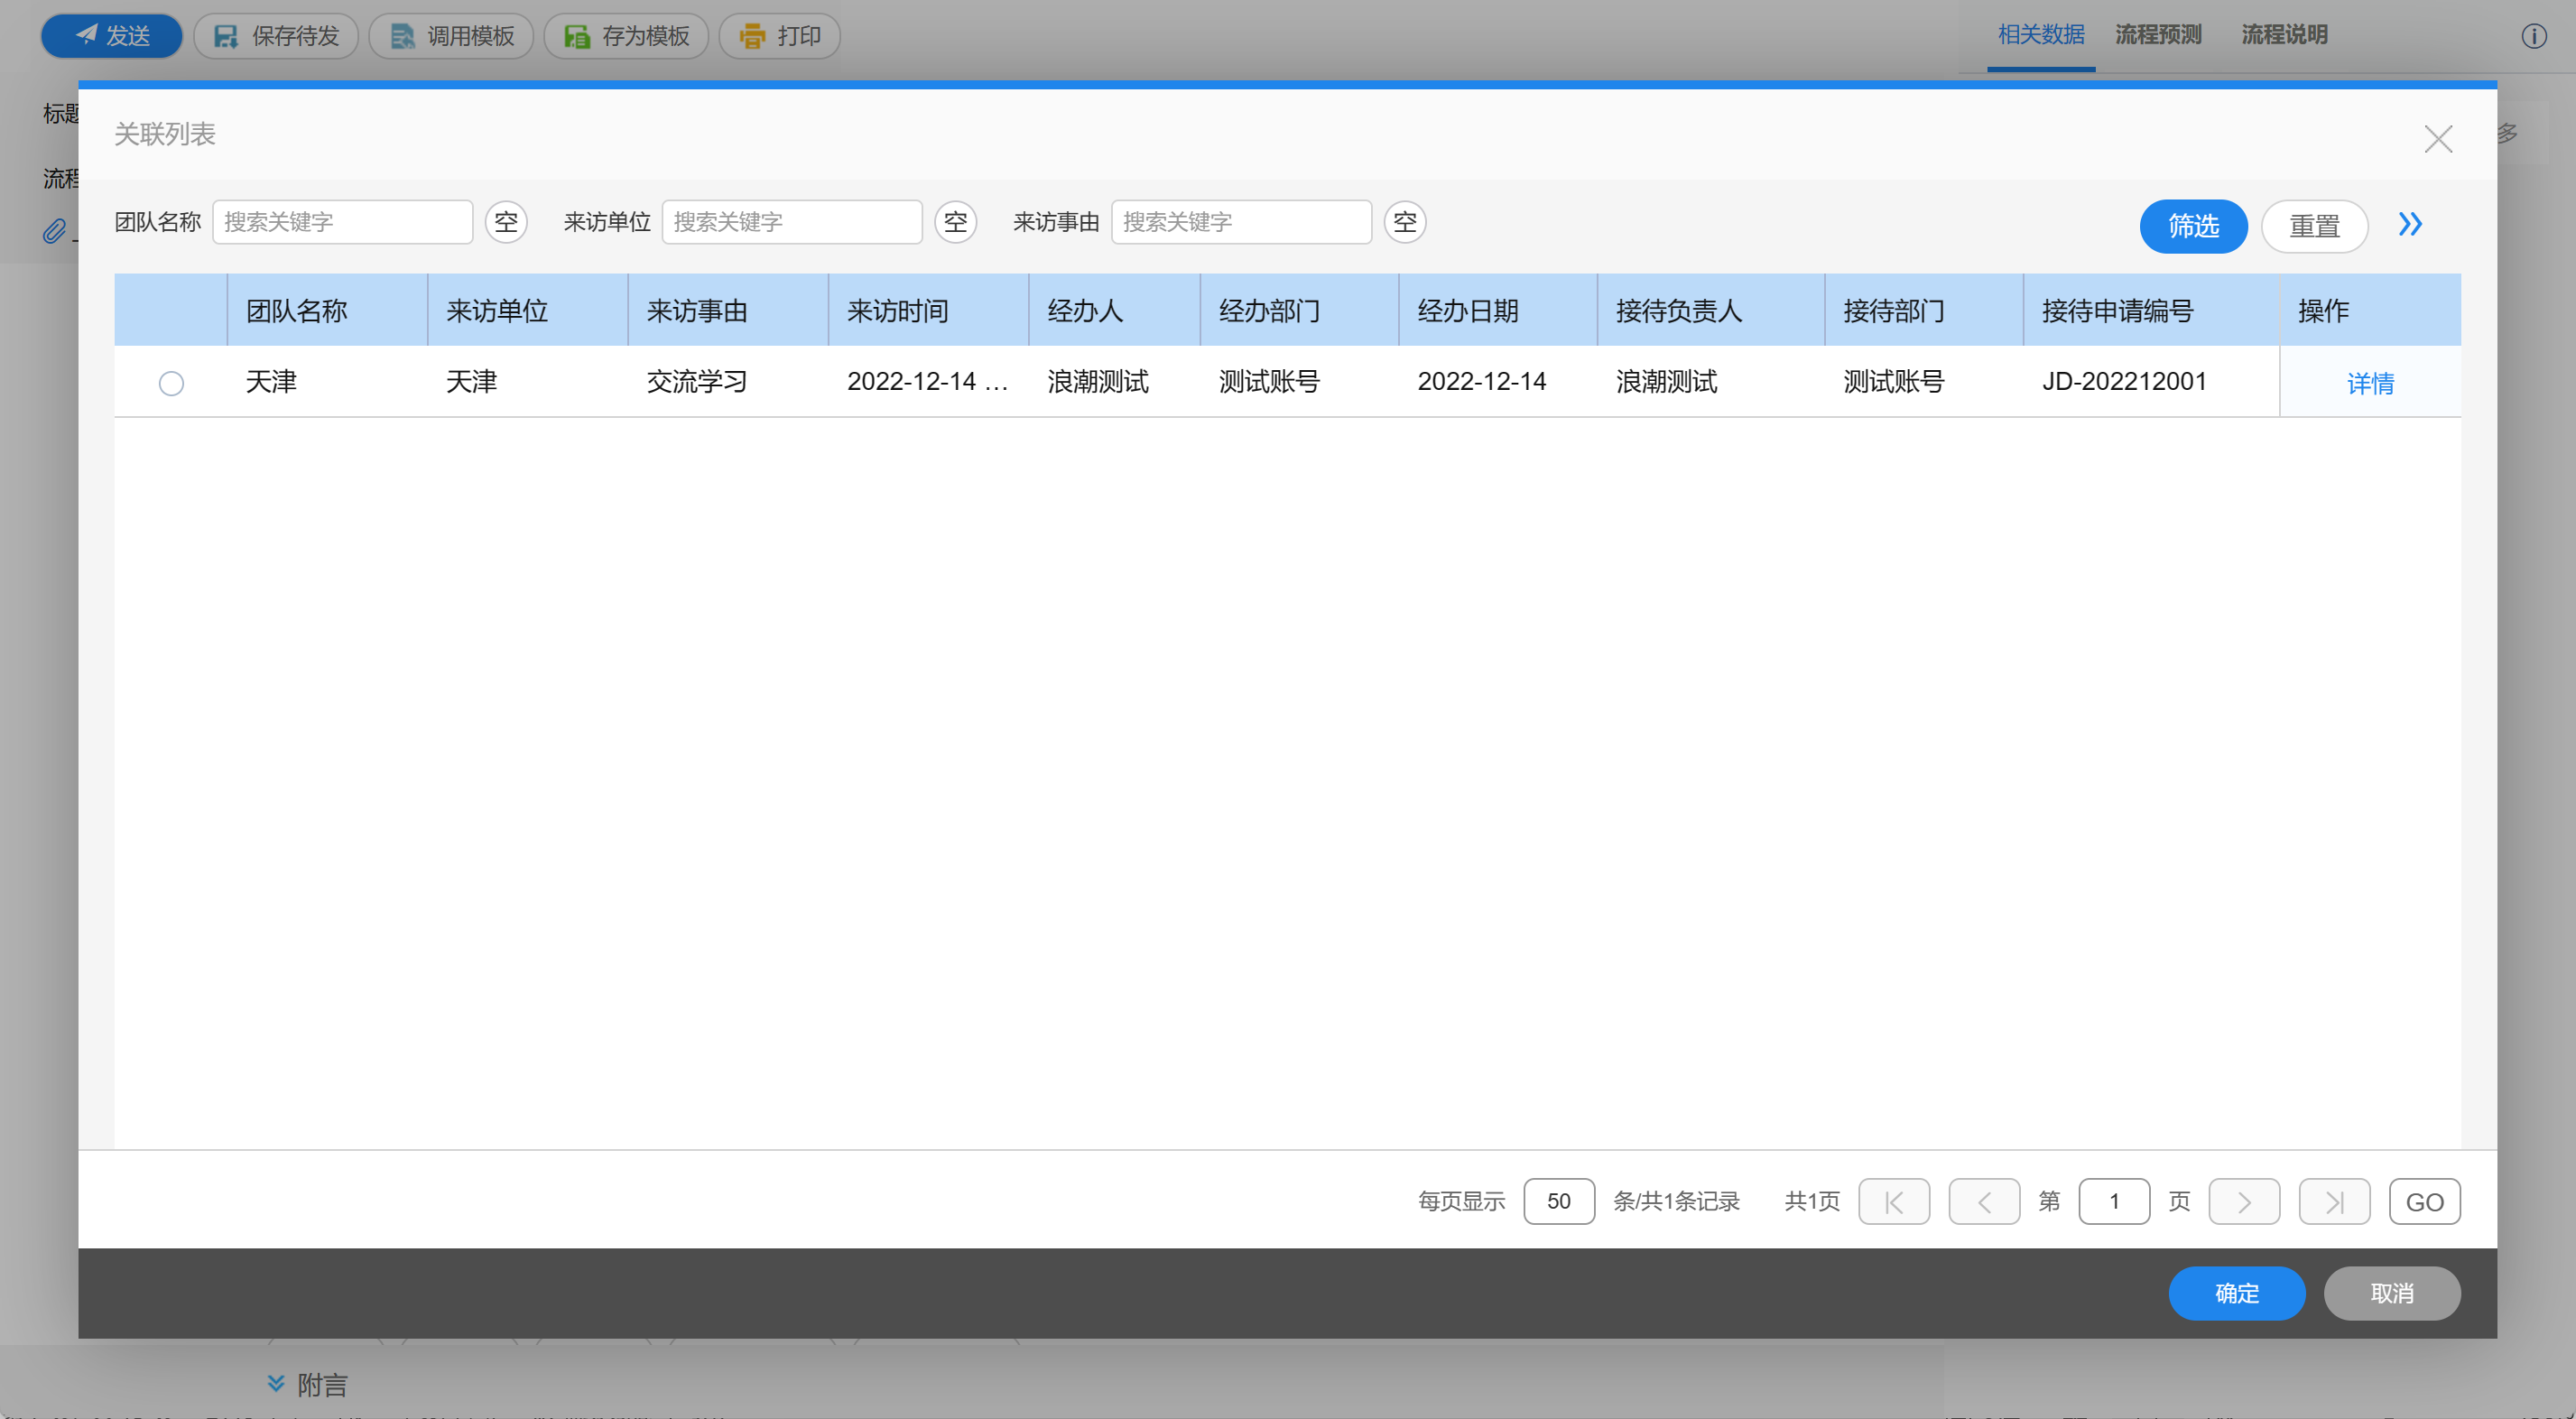 发送 保存待发 调用模板 存为模板 打印 相关数据 流程预测 流程说明
标题
关联列表
多
流程
团队名称 搜索关键字 空 来访单位 搜索关键字 空 来访事由 搜索关键字 空 筛选 重置
团队名称 来访单位 来访事由 来访时间 经办人 经办部门 经办日期 接待负责人 接待部门 接待申请编号 操作
天津 天津 交流学习 2022-12-14 ... 浪潮测试 测试账号 2022-12-14 浪潮测试 测试账号 JD-202212001 详情
每页显示 50 条/共1条记录 共1页 第 1 页 GO
确定 取消
附言